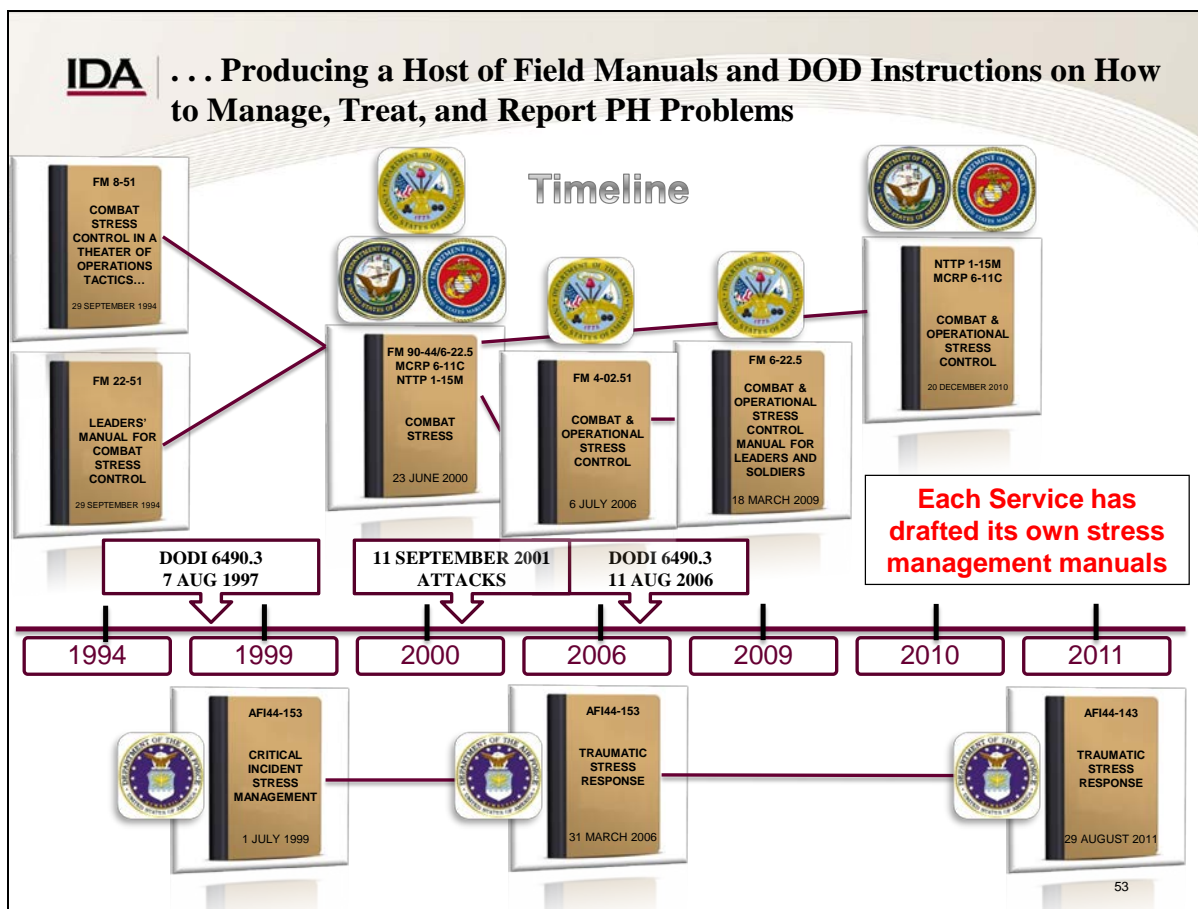 IDA
. . . Producing a Host of Field Manuals and DOD Instructions on How
to Manage, Treat, and Report PH Problems
Timeline
FM 8-51
COMBAT
STRESS
CONTROL IN A
THEATER OF
OPERATIONS
TACTICS…
29 SEPTEMBER 1994
FM 22-51
LEADERS’
MANUAL FOR
COMBAT
STRESS
CONTROL
29 SEPTEMBER 1994
FM 90-44/6-22.5
MCRP 6-11C
NTTP 1-15M
COMBAT
STRESS
23 JUNE 2000
FM 4-02.51
COMBAT &
OPERATIONAL
STRESS
CONTROL
6 JULY 2006
FM 6-22.5
COMBAT &
OPERATIONAL
STRESS
CONTROL
MANUAL FOR
LEADERS AND
SOLDIERS
18 MARCH 2009
NTTP 1-15M
MCRP 6-11C
COMBAT &
OPERATIONAL
STRESS
CONTROL
20 DECEMBER 2010
Each Service has
drafted its own stress
management manuals
DODI 6490.3
7 AUG 1997
11 SEPTEMBER 2001
ATTACKS
DODI 6490.3
11 AUG 2006
1994
1999
2000
2006
2009
2010
2011
AFI44-153
CRITICAL
INCIDENT
STRESS
MANAGEMENT
1 JULY 1999
AFI44-153
TRAUMATIC
STRESS
RESPONSE
31 MARCH 2006
AFI44-143
TRAUMATIC
STRESS
RESPONSE
29 AUGUST 2011
53